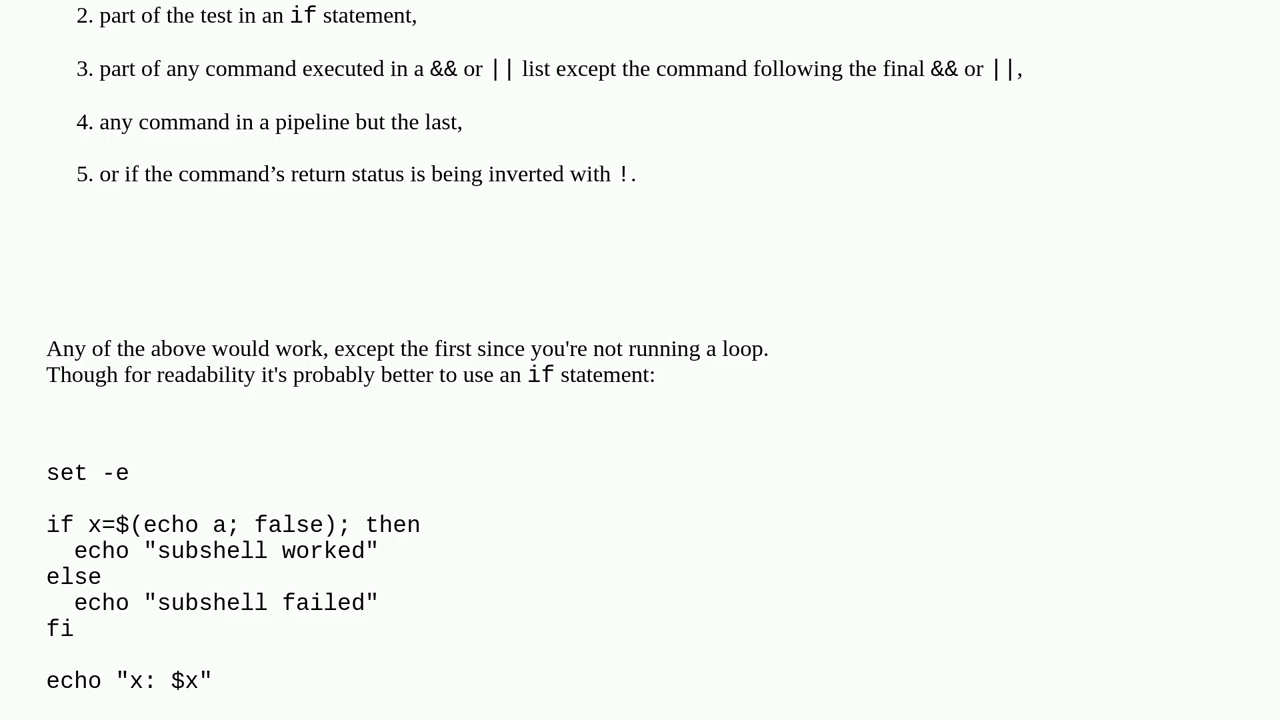 2. part of the test in an if statement,
3. part of any command executed in a && or || list except the command following the final && or ||,
4. any command in a pipeline but the last,
5. or if the command’s return status is being inverted with !.
Any of the above would work, except the first since you're not running a loop.
Though for readability it's probably better to use an if statement:
set -e
if x=$(echo a; false); then
  echo "subshell worked"
else
  echo "subshell failed"
fi
echo "x: $x"